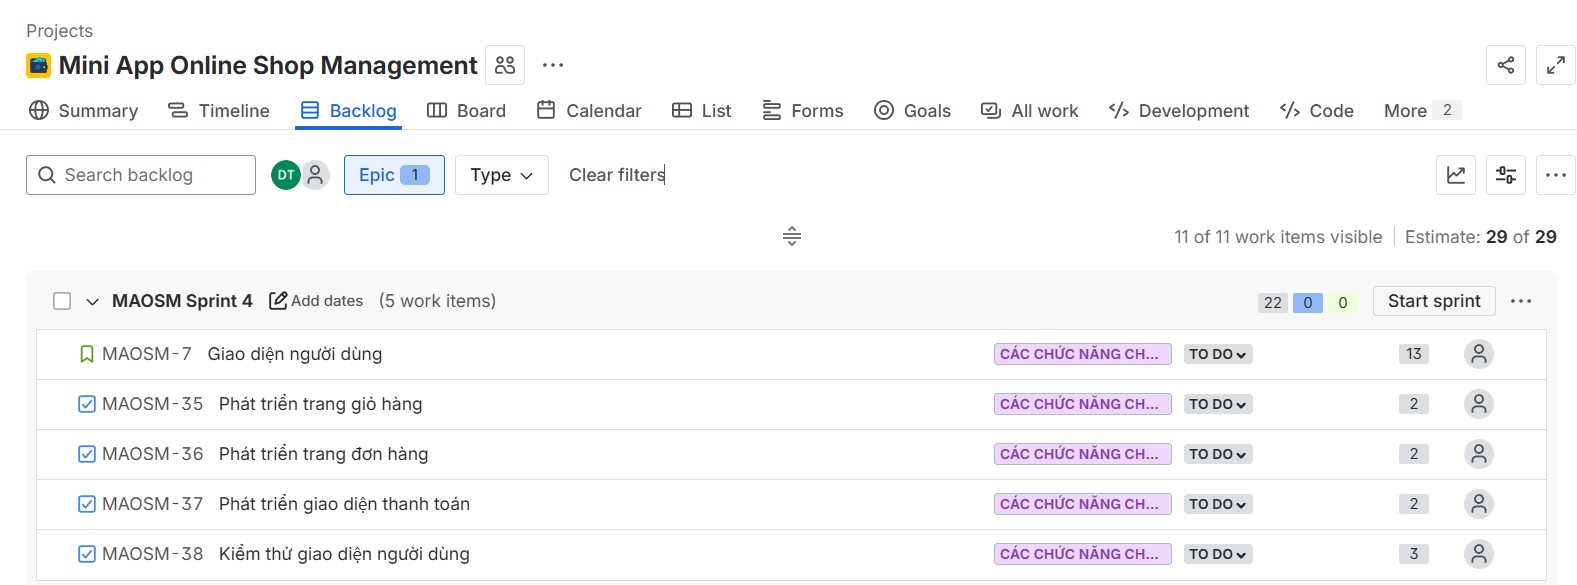 Projects
Mini App Online Shop Management
Summary Timeline Backlog Board Calendar List Forms Goals All work Development Code More 2
Search backlog DT Epic 1 Type Clear filters
11 of 11 work items visible Estimate: 29 of 29
MAOSM Sprint 4 Add dates (5 work items) 22 0 0 Start sprint
MAOSM-7 Giao diện người dùng CÁC CHỨC NĂNG CH... TO DO 13
MAOSM-35 Phát triển trang giỏ hàng CÁC CHỨC NĂNG CH... TO DO 2
MAOSM-36 Phát triển trang đơn hàng CÁC CHỨC NĂNG CH... TO DO 2
MAOSM-37 Phát triển giao diện thanh toán CÁC CHỨC NĂNG CH... TO DO 2
MAOSM-38 Kiểm thử giao diện người dùng CÁC CHỨC NĂNG CH... TO DO 3